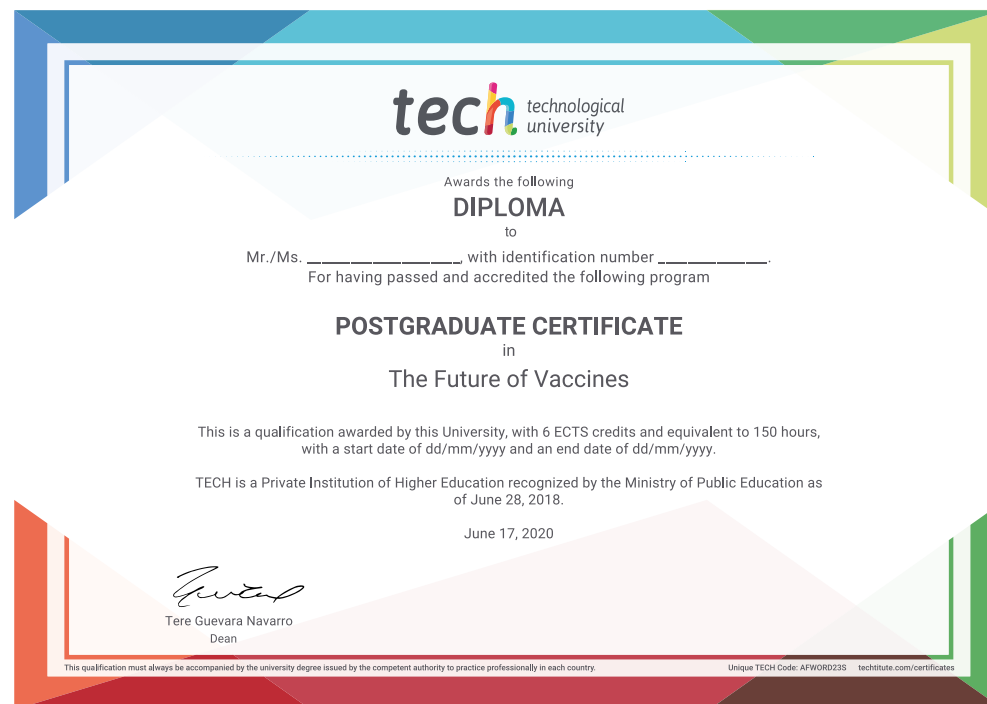 tech technological
university
Awards the following
DIPLOMA
to
Mr./Ms. ____________________, with identification number ______________.
For having passed and accredited the following program
POSTGRADUATE CERTIFICATE
in
The Future of Vaccines
This is a qualification awarded by this University, with 6 ECTS credits and equivalent to 150 hours,
with a start date of dd/mm/yyyy and an end date of dd/mm/yyyy.
TECH is a Private Institution of Higher Education recognized by the Ministry of Public Education as
of June 28, 2018.
June 17, 2020
Tere Guevara Navarro
Dean
This qualification must always be accompanied by the university degree issued by the competent authority to practice professionally in each country.
Unique TECH Code: AFWORD23S techtitute.com/certificates